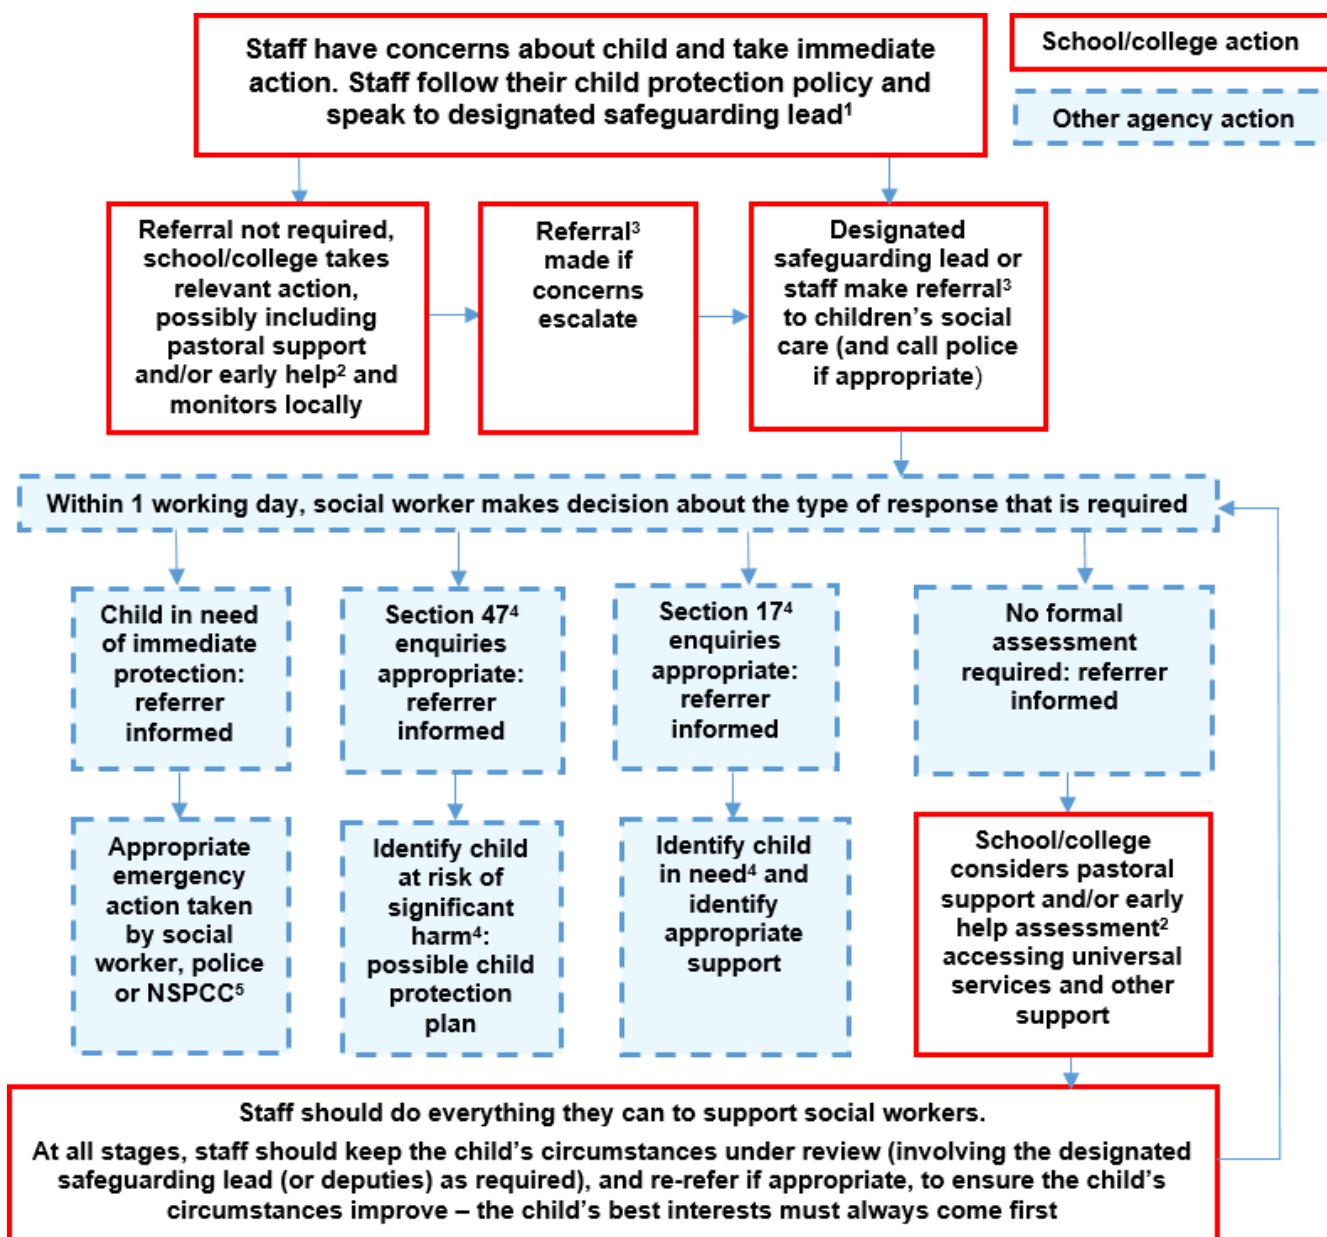 Staff have concerns about child and take immediate
action. Staff follow their child protection policy and
speak to designated safeguarding lead¹
School/college action
Other agency action
Referral not required,
school/college takes
relevant action,
possibly including
pastoral support
and/or early help² and
monitors locally
Referral³
made if
concerns
escalate
Designated
safeguarding lead or
staff make referral³
to children’s social
care (and call police
if appropriate)
Within 1 working day, social worker makes decision about the type of response that is required
Child in need
of immediate
protection:
referrer
informed
Section 47⁴
enquiries
appropriate:
referrer
informed
Section 17⁴
enquiries
appropriate:
referrer
informed
No formal
assessment
required: referrer
informed
Appropriate
emergency
action taken
by social
worker, police
or NSPCC⁵
Identify child
at risk of
significant
harm⁴:
possible child
protection
plan
Identify child
in need⁴ and
identify
appropriate
support
School/college
considers pastoral
support and/or early
help assessment²
accessing universal
services and other
support
Staff should do everything they can to support social workers.
At all stages, staff should keep the child’s circumstances under review (involving the designated
safeguarding lead (or deputies) as required), and re-refer if appropriate, to ensure the child’s
circumstances improve – the child’s best interests must always come first